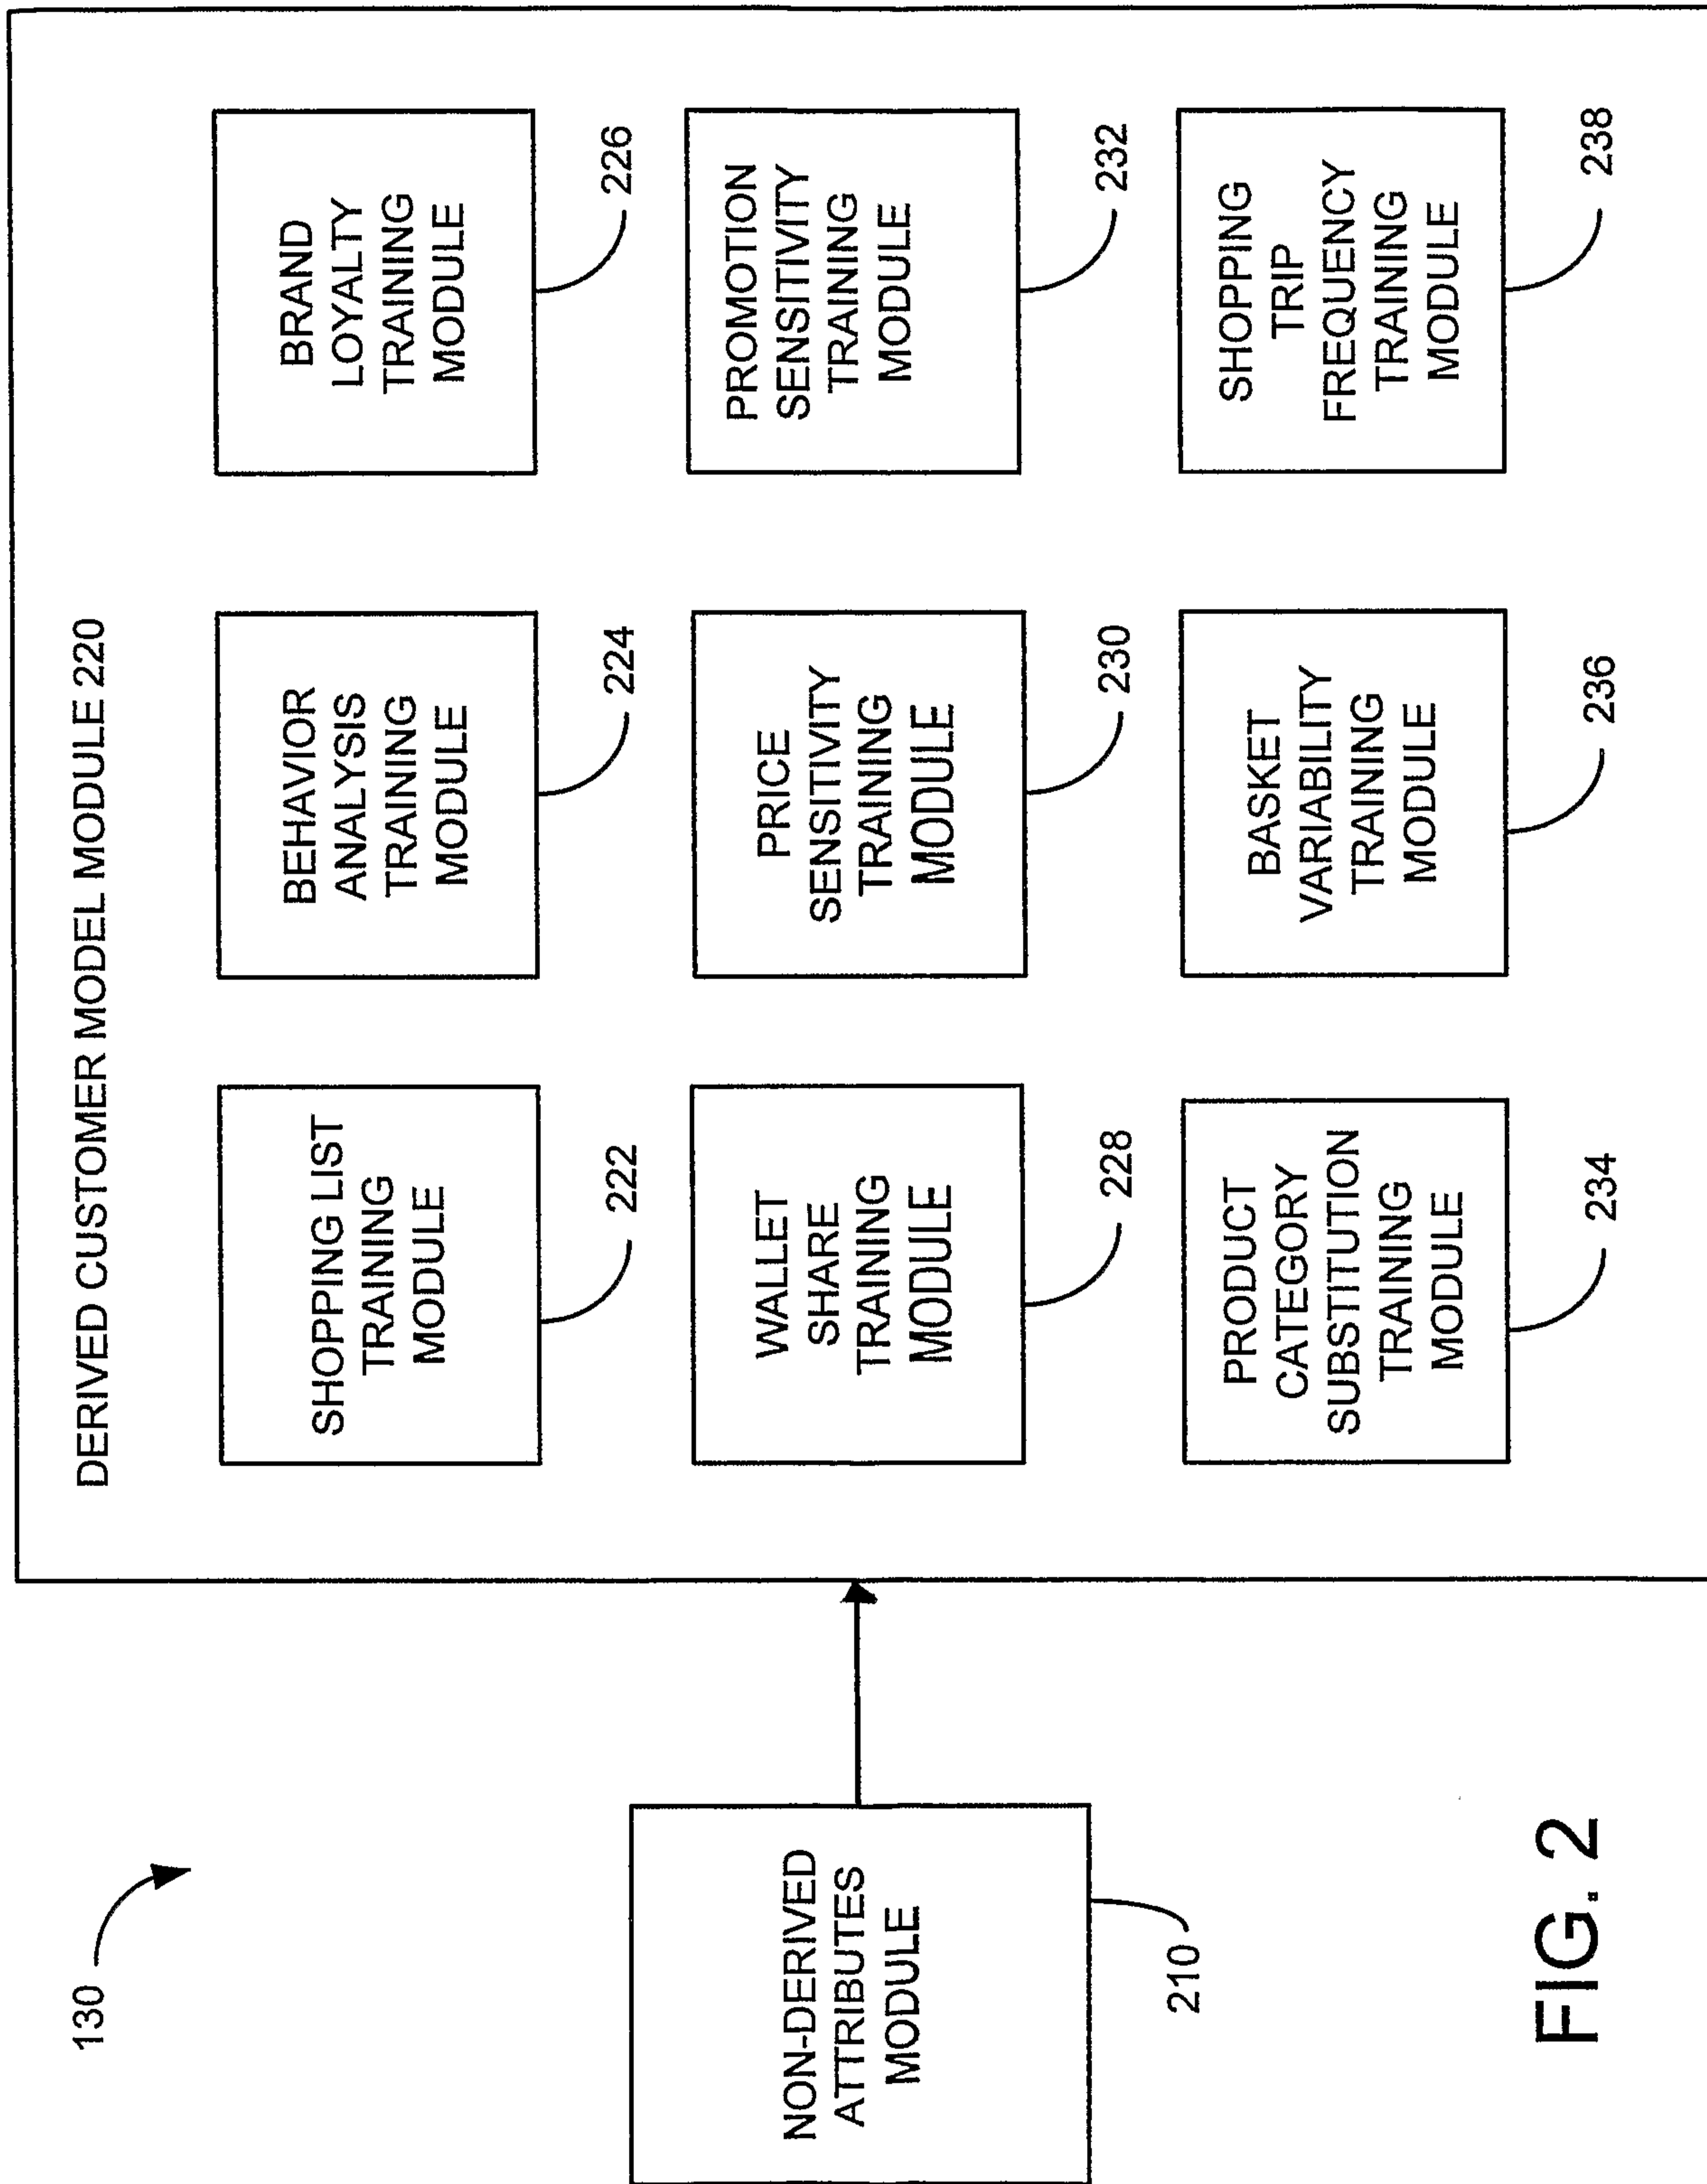 130
NON-DERIVED
ATTRIBUTES
MODULE
210
DERIVED CUSTOMER MODEL MODULE 220
SHOPPING LIST
TRAINING
MODULE
222
BEHAVIOR
ANALYSIS
TRAINING
MODULE
224
BRAND
LOYALTY
TRAINING
MODULE
226
WALLET
SHARE
TRAINING
MODULE
228
PRICE
SENSITIVITY
TRAINING
MODULE
230
PROMOTION
SENSITIVITY
TRAINING
MODULE
232
PRODUCT
CATEGORY
SUBSTITUTION
TRAINING
MODULE
234
BASKET
VARIABILITY
TRAINING
MODULE
236
SHOPPING
TRIP
FREQUENCY
TRAINING
MODULE
238
FIG. 2